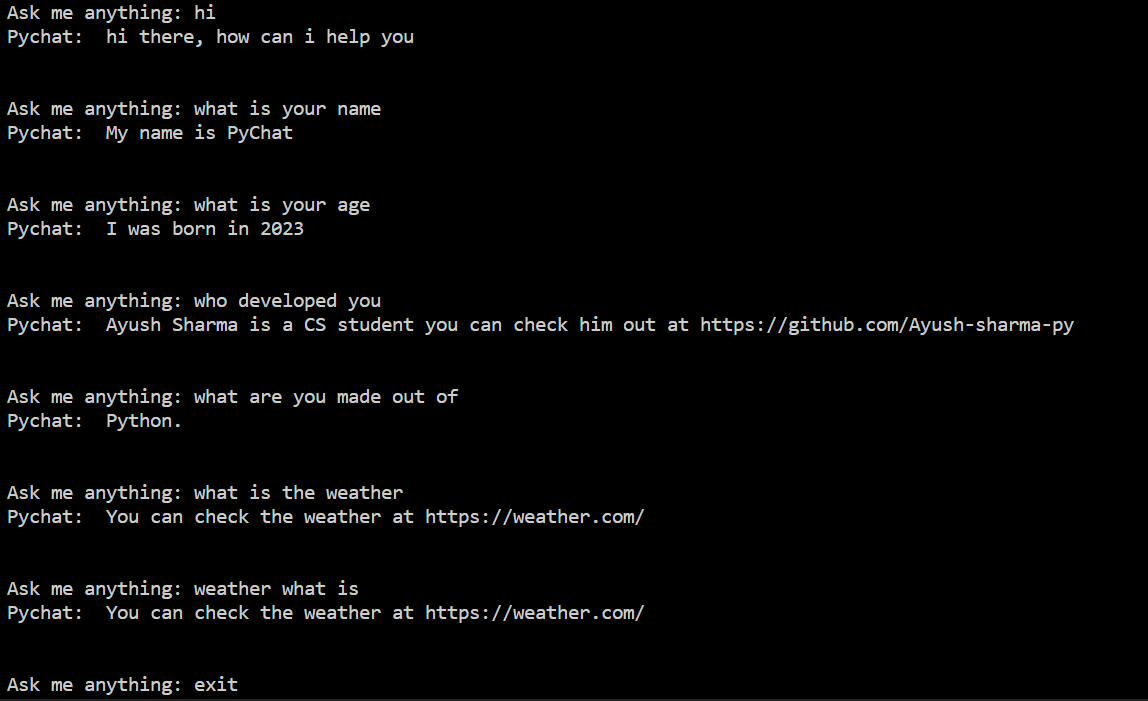 Ask me anything: hi
Pychat:  hi there, how can i help you
Ask me anything: what is your name
Pychat:  My name is PyChat
Ask me anything: what is your age
Pychat:  I was born in 2023
Ask me anything: who developed you
Pychat:  Ayush Sharma is a CS student you can check him out at https://github.com/Ayush-sharma-py
Ask me anything: what are you made out of
Pychat:  Python.
Ask me anything: what is the weather
Pychat:  You can check the weather at https://weather.com/
Ask me anything: weather what is
Pychat:  You can check the weather at https://weather.com/
Ask me anything: exit